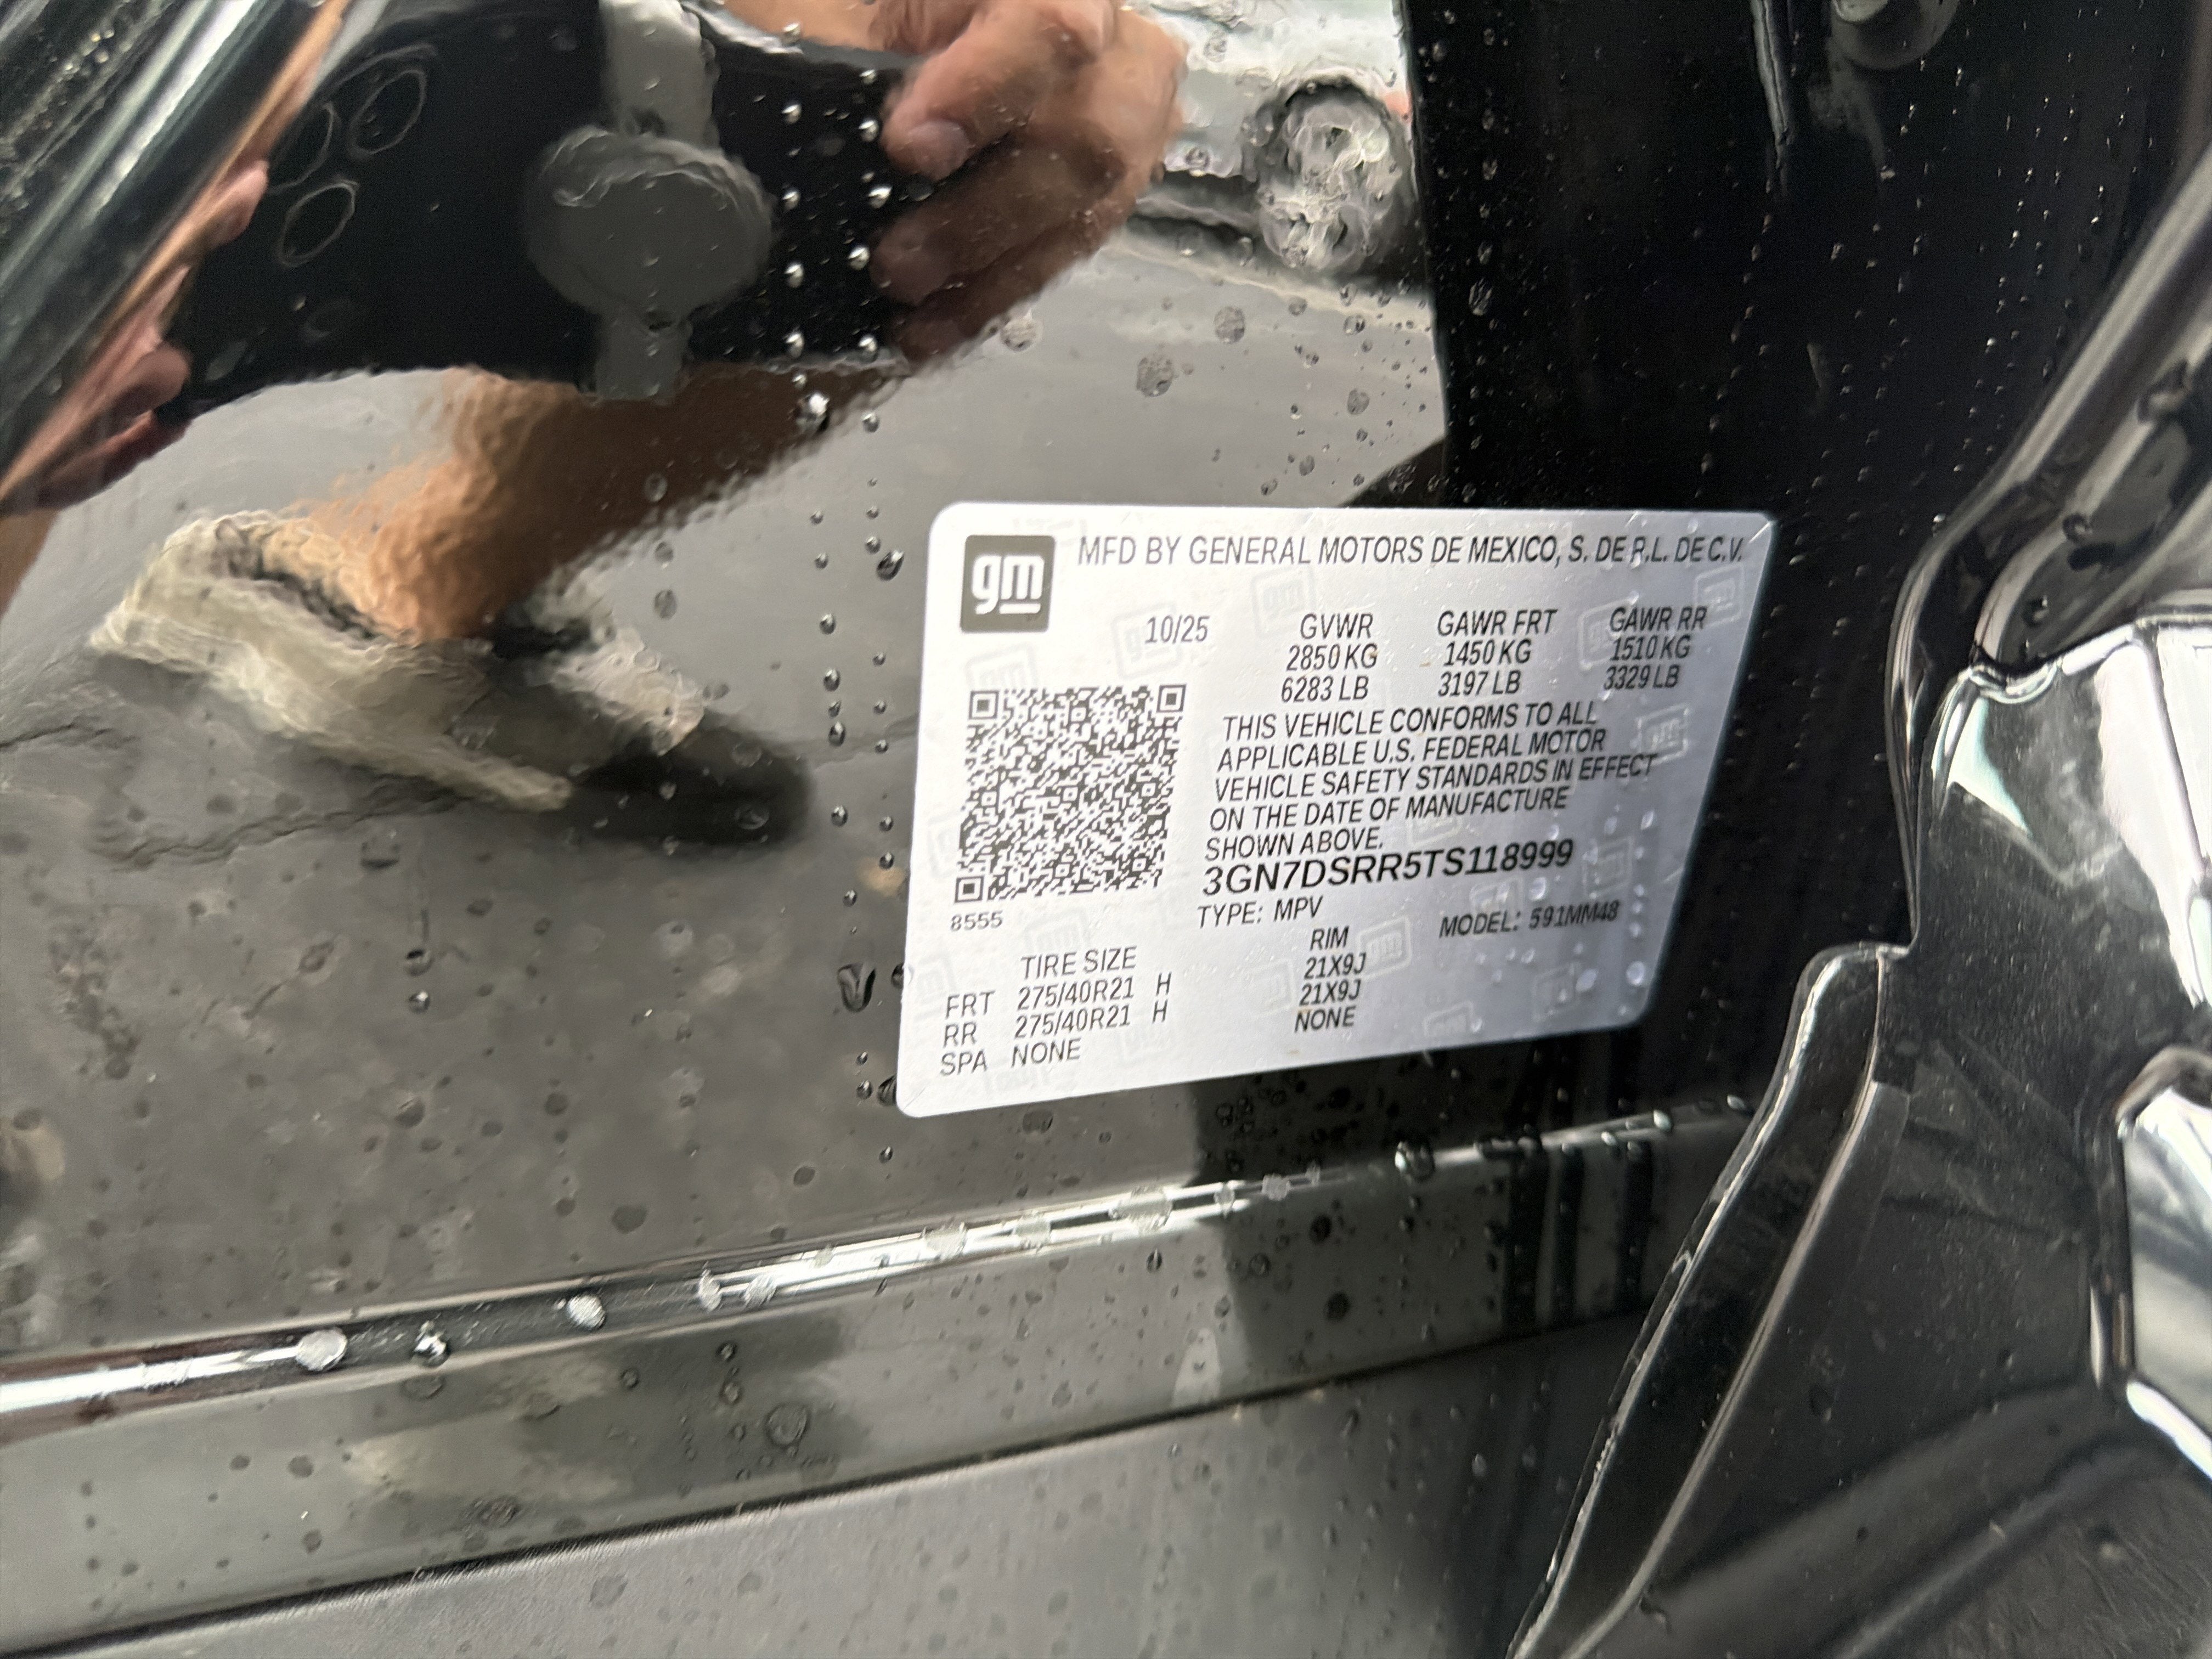 gm
MFD BY GENERAL MOTORS DE MEXICO, S. DE R.L. DE C.V.
10/25 GVWR GAWR FRT GAWR RR
2850 KG 1450 KG 1510 KG
6283 LB 3197 LB 3329 LB
THIS VEHICLE CONFORMS TO ALL
APPLICABLE U.S. FEDERAL MOTOR
VEHICLE SAFETY STANDARDS IN EFFECT
ON THE DATE OF MANUFACTURE
SHOWN ABOVE.
3GN7DSRR5TS118999
8555
TYPE: MPV MODEL: 591MM48
TIRE SIZE RIM
FRT 275/40R21 H 21X9J
RR 275/40R21 H 21X9J
SPA NONE NONE